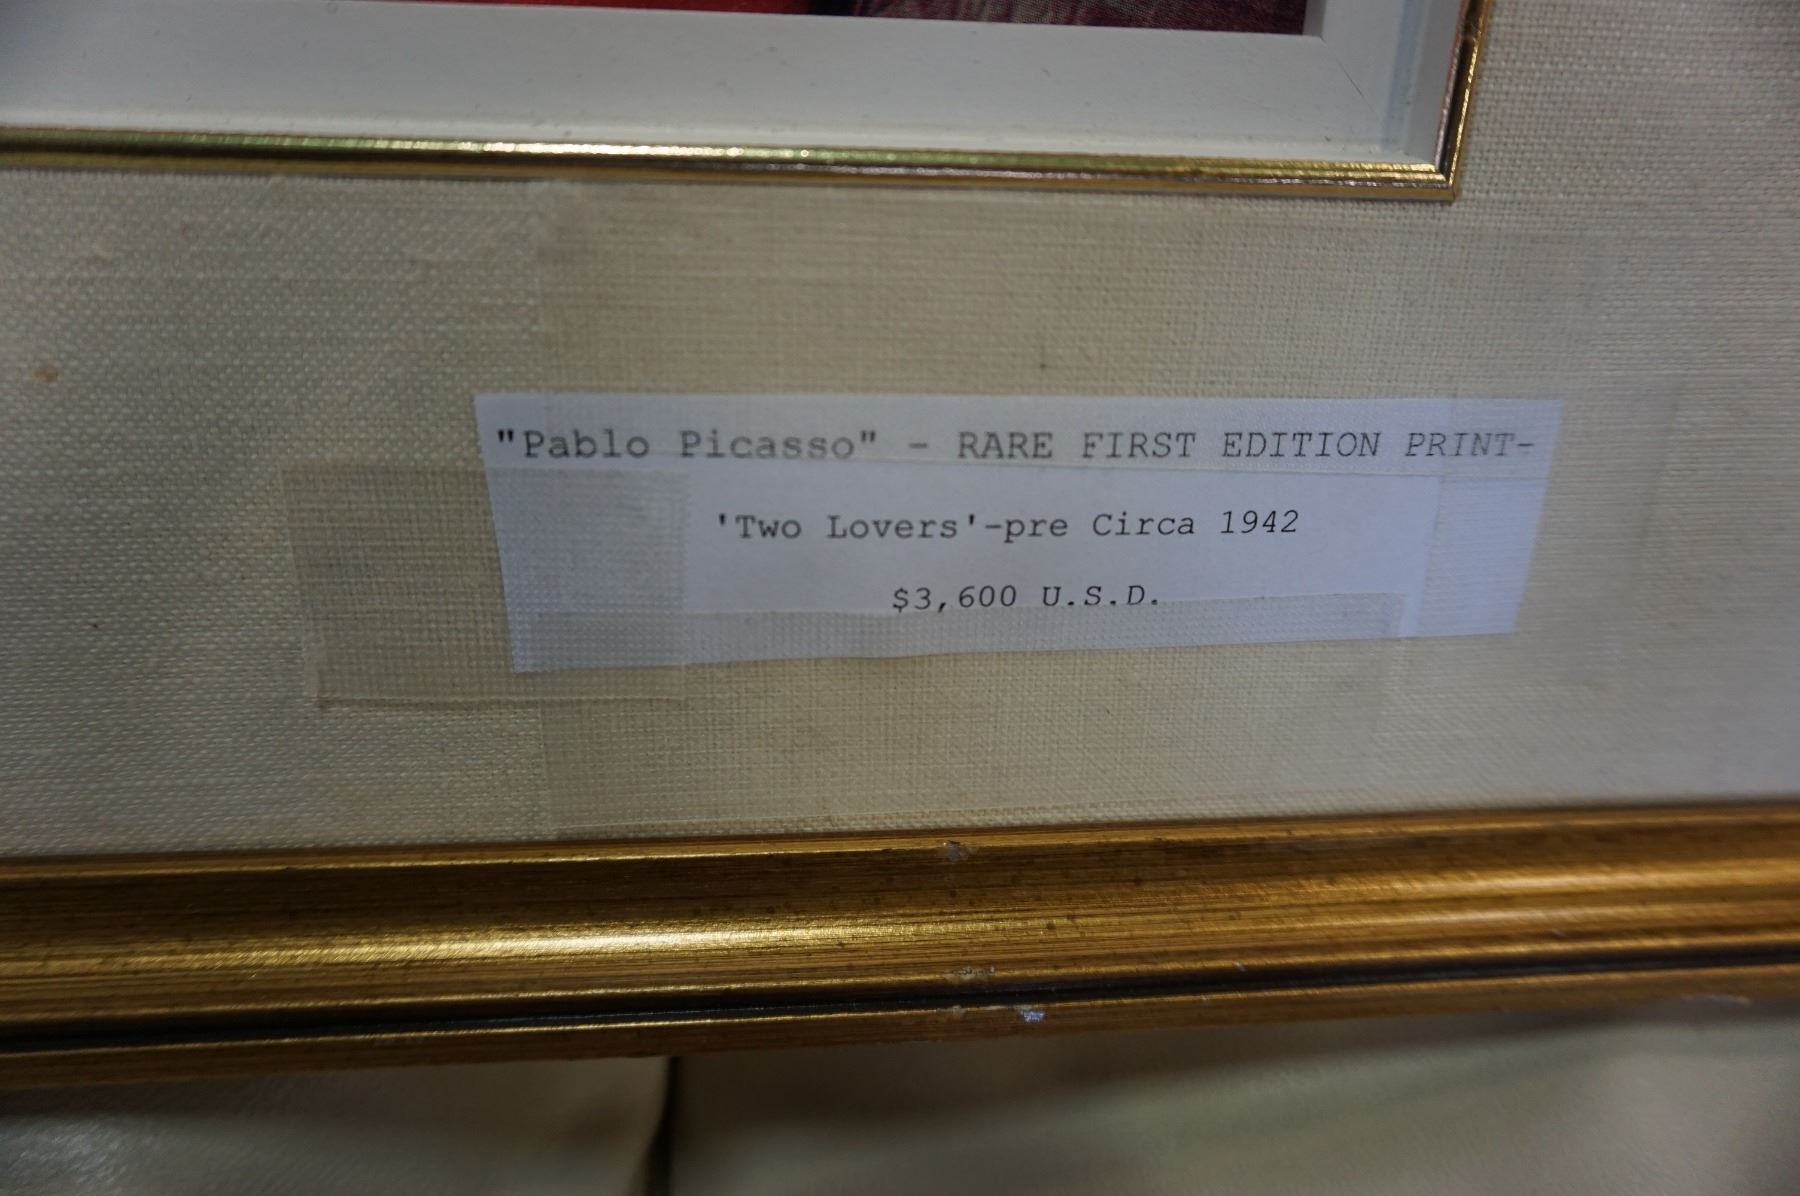 "Pablo Picasso" - RARE FIRST EDITION PRINT-
'Two Lovers'-pre Circa 1942
$3,600 U.S.D.